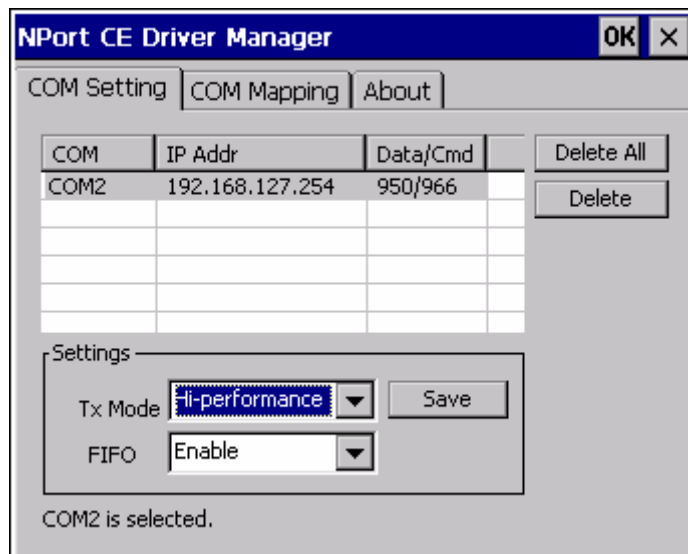 NPort CE Driver Manager OK ×
COM Setting COM Mapping About
COM IP Addr Data/Cmd Delete All
COM2 192.168.127.254 950/966 Delete
Settings
Tx Mode Hi-performance Save
FIFO Enable
COM2 is selected.